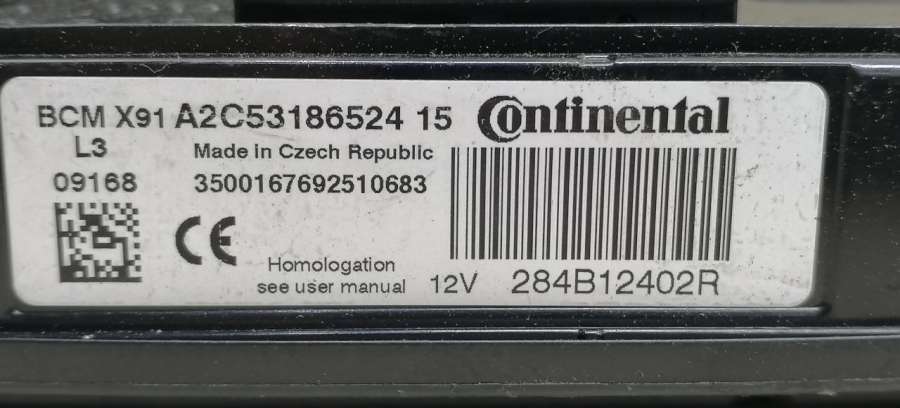 BCM X91 A2C53186524 15 Continental
L3 Made in Czech Republic
09168 3500167692510683
CE
Homologation
see user manual 12V 284B12402R